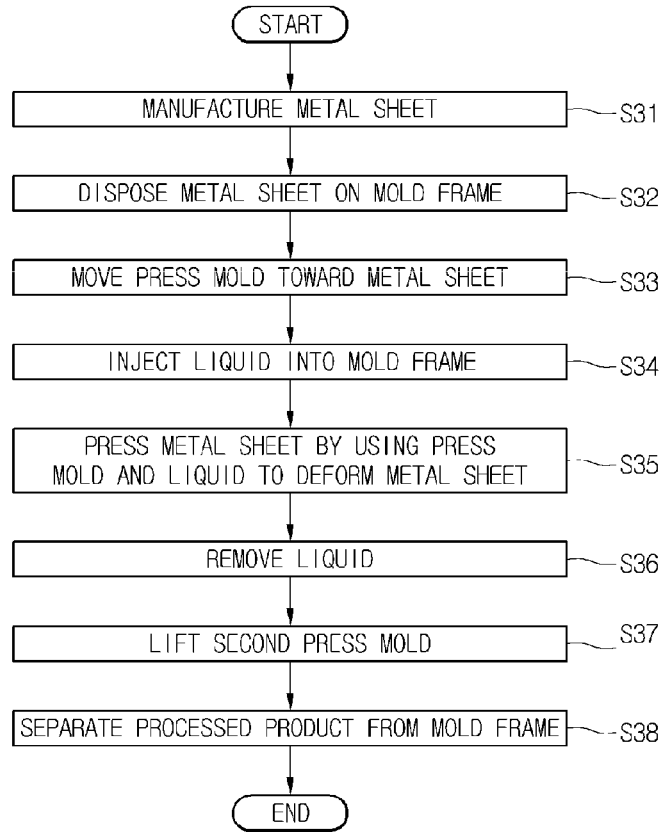 START
MANUFACTURE METAL SHEET
S31
DISPOSE METAL SHEET ON MOLD FRAME
S32
MOVE PRESS MOLD TOWARD METAL SHEET
S33
INJECT LIQUID INTO MOLD FRAME
S34
PRESS METAL SHEET BY USING PRESS
MOLD AND LIQUID TO DEFORM METAL SHEET
S35
REMOVE LIQUID
S36
LIFT SECOND PRESS MOLD
S37
SEPARATE PROCESSED PRODUCT FROM MOLD FRAME
S38
END